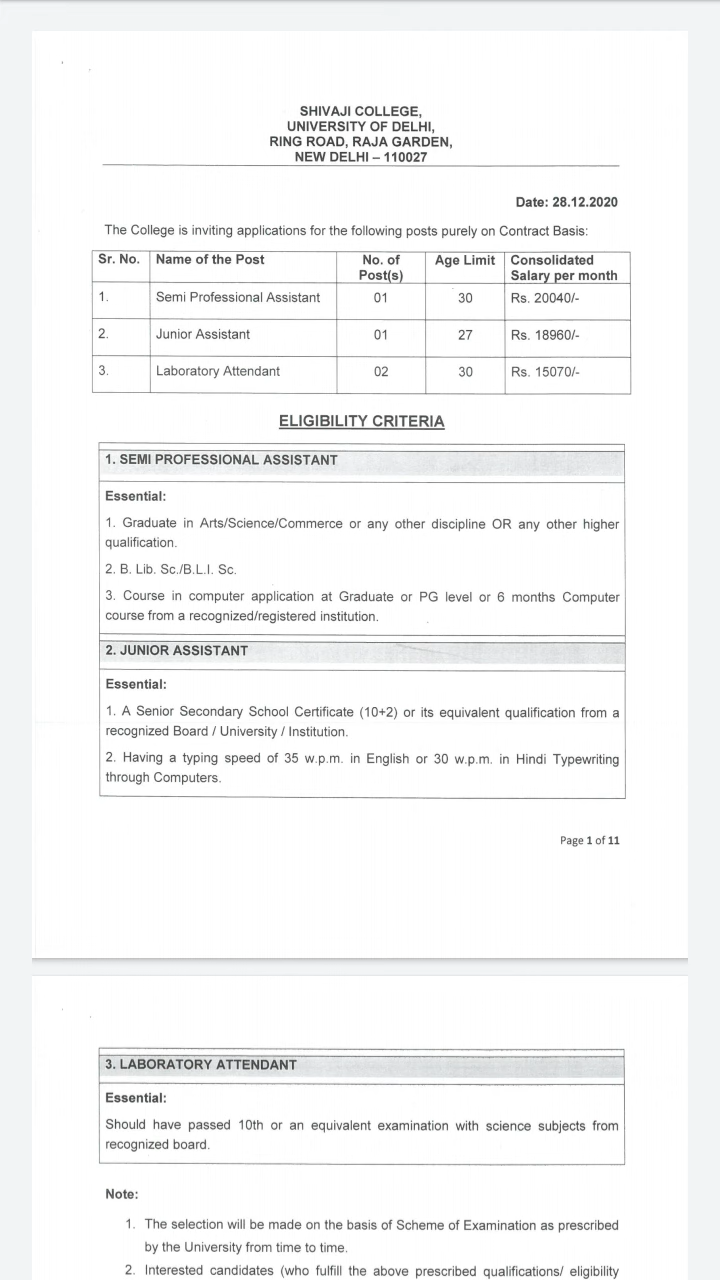 SHIVAJI COLLEGE,
UNIVERSITY OF DELHI,
RING ROAD, RAJA GARDEN,
NEW DELHI – 110027
Date: 28.12.2020
The College is inviting applications for the following posts purely on Contract Basis:
Sr. No. Name of the Post No. of Post(s) Age Limit Consolidated Salary per month
1. Semi Professional Assistant 01 30 Rs. 20040/-
2. Junior Assistant 01 27 Rs. 18960/-
3. Laboratory Attendant 02 30 Rs. 15070/-
ELIGIBILITY CRITERIA
1. SEMI PROFESSIONAL ASSISTANT
Essential:
1. Graduate in Arts/Science/Commerce or any other discipline OR any other higher
qualification.
2. B. Lib. Sc./B.L.I. Sc.
3. Course in computer application at Graduate or PG level or 6 months Computer
course from a recognized/registered institution.
2. JUNIOR ASSISTANT
Essential:
1. A Senior Secondary School Certificate (10+2) or its equivalent qualification from a
recognized Board / University / Institution.
2. Having a typing speed of 35 w.p.m. in English or 30 w.p.m. in Hindi Typewriting
through Computers.
Page 1 of 11
3. LABORATORY ATTENDANT
Essential:
Should have passed 10th or an equivalent examination with science subjects from
recognized board.
Note:
1. The selection will be made on the basis of Scheme of Examination as prescribed
by the University from time to time.
2. Interested candidates (who fulfill the above prescribed qualifications/ eligibility